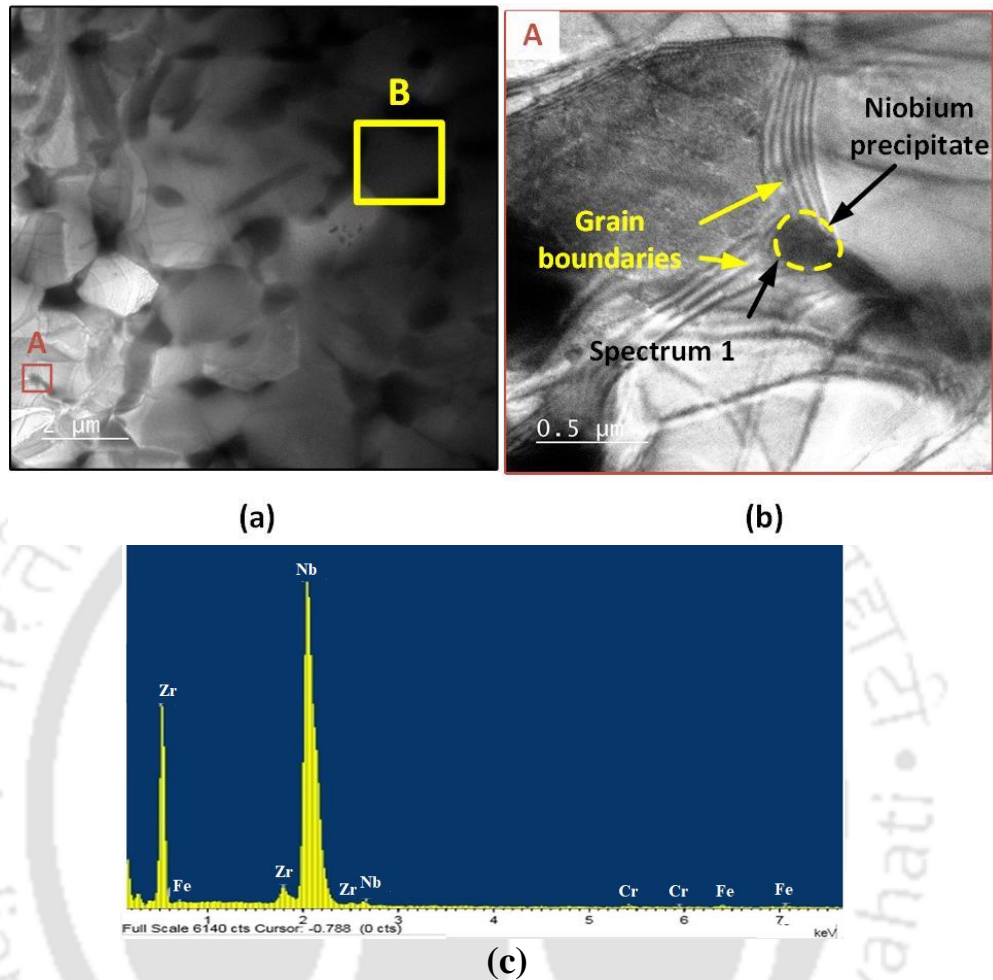 B
A
2 µm
A
Niobium
precipitate
Grain
boundaries
Spectrum 1
0.5 µm
(a)
(b)
Nb
Zr
Fe
Zr
Zr
Nb
Cr
Cr
Fe
Fe
1 2 3 4 5 6 7
Full Scale 6140 cts Cursor: -0.788 (0 cts)
keV
(c)
hati